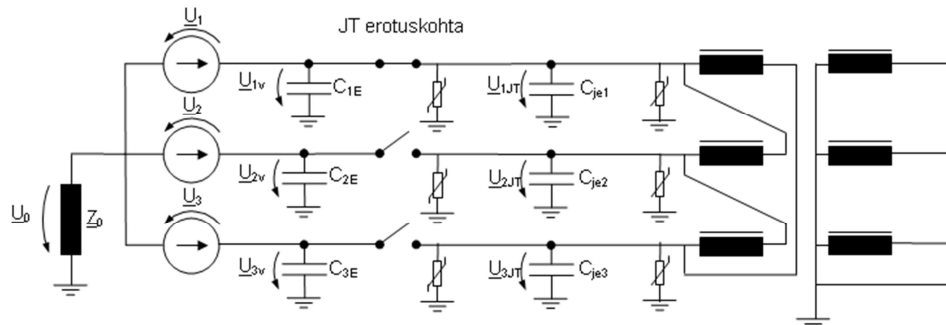 U1
JT erotuskohta
U1v
C1E
U1JT
Cje1
U2
U2v
C2E
U2JT
Cje2
U0
Z0
U3
U3v
C3E
U3JT
Cje3